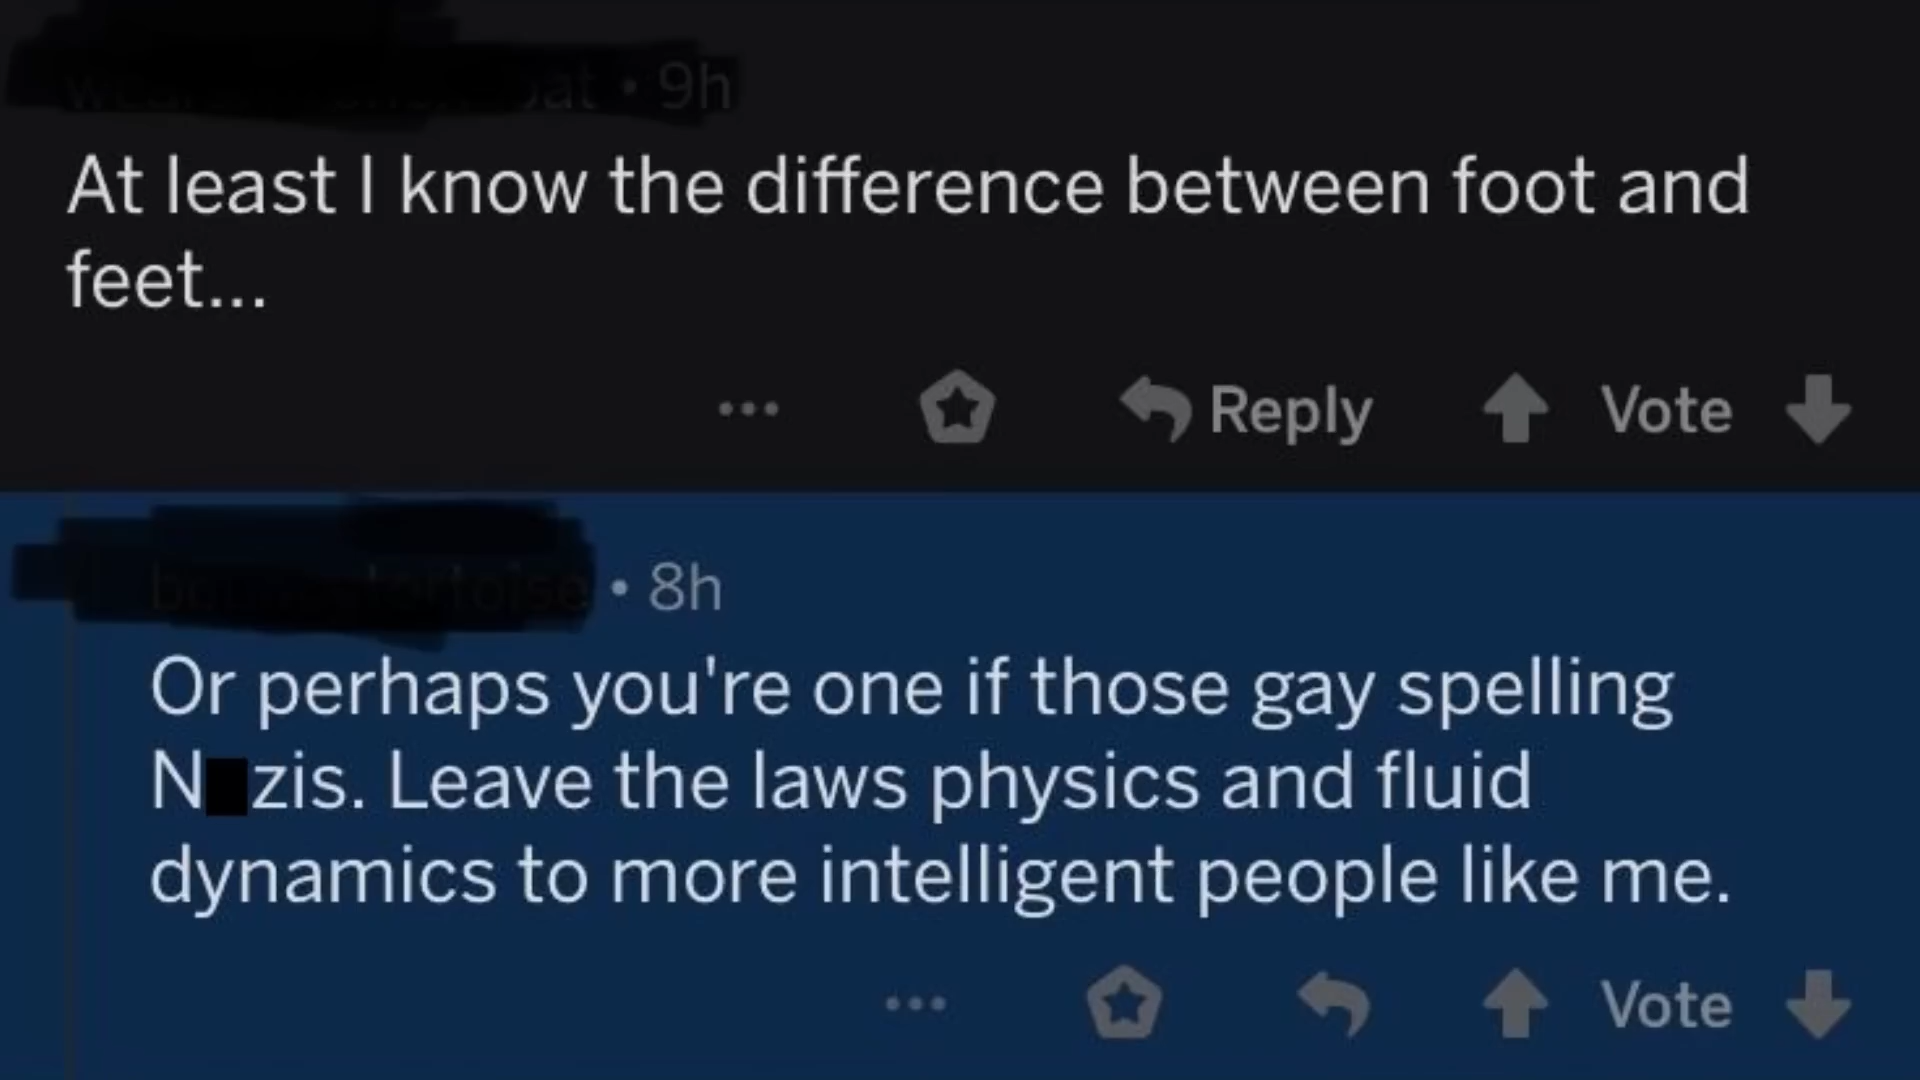 • 9h
At least I know the difference between foot and
feet...
... Reply Vote
• 8h
Or perhaps you're one if those gay spelling
N zis. Leave the laws physics and fluid
dynamics to more intelligent people like me.
... Vote